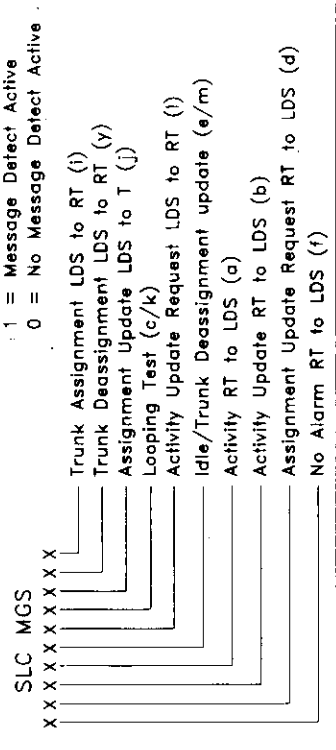 1 = Message Detect Active
0 = No Message Detect Active
SLC MGS
X X X X X X X X X X
Trunk Assignment LDS to RT (i)
Trunk Deassignment LDS to RT (y)
Assignment Update LDS to T (j)
Looping Test (c/k)
Activity Update Request LDS to RT (l)
Idle/Trunk Deassignment update (e/m)
Activity RT to LDS (a)
Activity Update RT to LDS (b)
Assignment Update Request RT to LDS (d)
No Alarm RT to LDS (f)